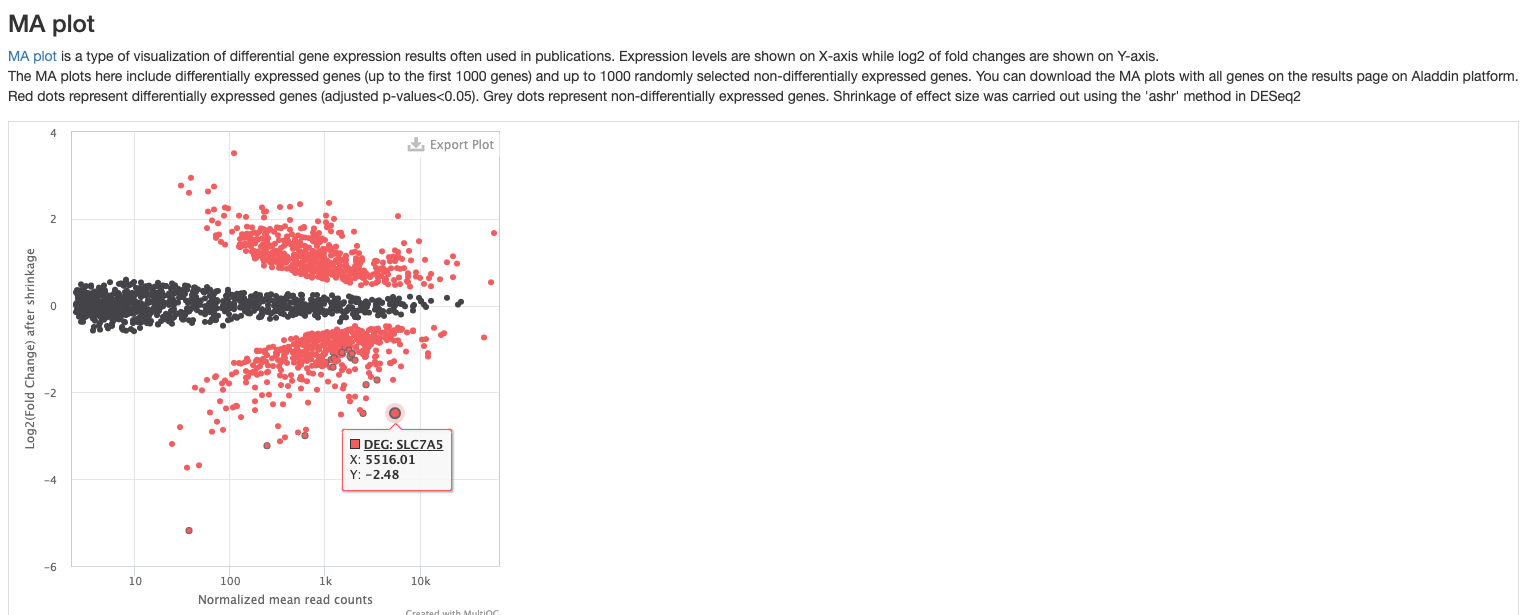 MA plot
MA plot is a type of visualization of differential gene expression results often used in publications. Expression levels are shown on X-axis while log2 of fold changes are shown on Y-axis.
The MA plots here include differentially expressed genes (up to the first 1000 genes) and up to 1000 randomly selected non-differentially expressed genes. You can download the MA plots with all genes on the results page on Aladdin platform.
Red dots represent differentially expressed genes (adjusted p-values<0.05). Grey dots represent non-differentially expressed genes. Shrinkage of effect size was carried out using the 'ashr' method in DESeq2
Export Plot
Log2(Fold Change) after shrinkage
4
2
0
−2
−4
−6
DEG: SLC7A5
X: 5516.01
Y: −2.48
10
100
1k
10k
Normalized mean read counts
Created with MultiQC